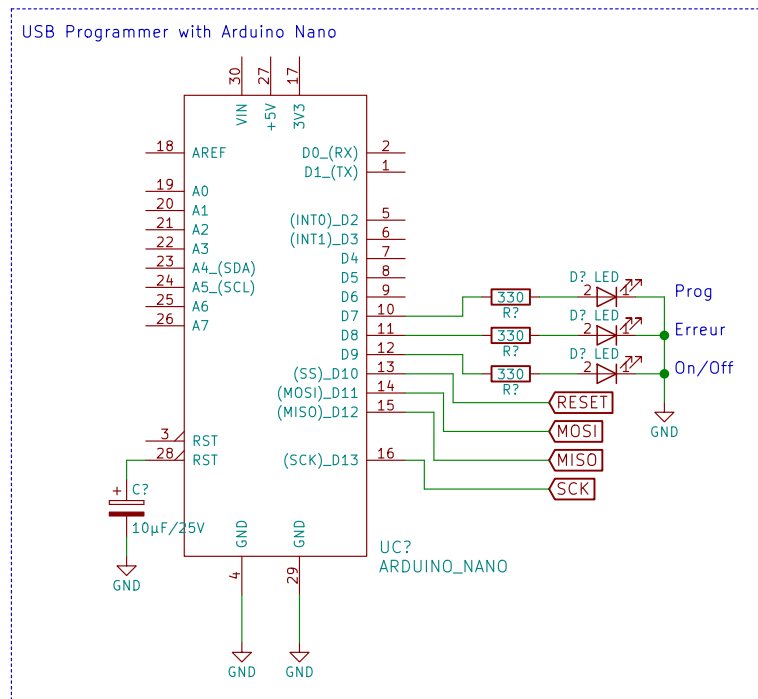 USB Programmer with Arduino Nano
30 27 17
VIN +5V 3V3
18 AREF D0_(RX) 2
D1_(TX) 1
19 A0
20 A1 (INT0)_D2 5
21 A2 (INT1)_D3 6
22 A3 D4 7
23 A4_(SDA) D5 8
24 A5_(SCL) D6 9
25 A6 D7 10
26 A7 D8 11
D9 12
(SS)_D10 13
(MOSI)_D11 14
(MISO)_D12 15
3 RST
28 RST (SCK)_D13 16
D? LED
330 2 1 Prog
R?
D? LED
330 2 1 Erreur
R?
D? LED
330 2 1 On/Off
R?
RESET
MOSI
MISO
SCK
GND
+ C?
10µF/25V
GND
GND GND
4 29
UC?
ARDUINO_NANO
GND GND